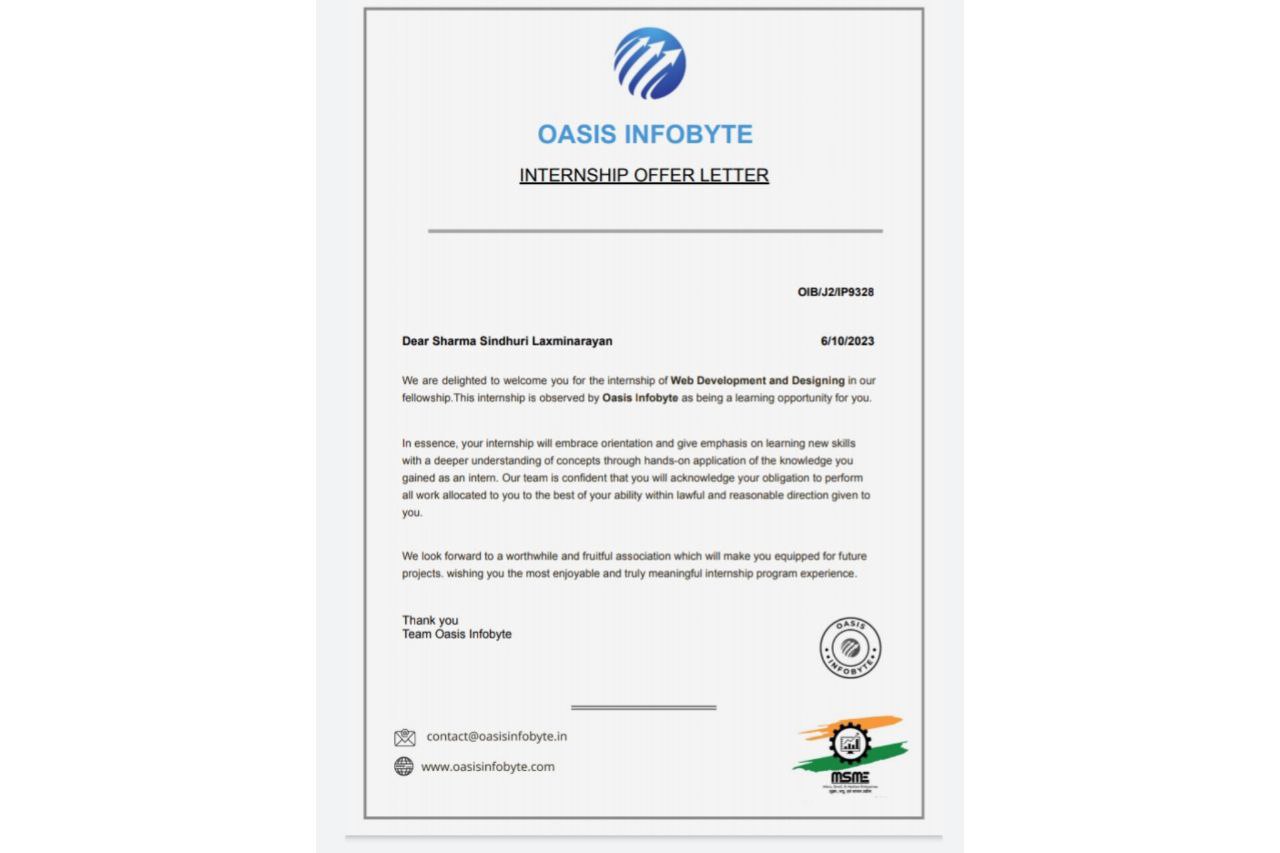 OASIS INFOBYTE
INTERNSHIP OFFER LETTER
OIB/J2/IP9328
Dear Sharma Sindhuri Laxminarayan
6/10/2023
We are delighted to welcome you for the internship of Web Development and Designing in our
fellowship.This internship is observed by Oasis Infobyte as being a learning opportunity for you.
In essence, your internship will embrace orientation and give emphasis on learning new skills
with a deeper understanding of concepts through hands-on application of the knowledge you
gained as an intern. Our team is confident that you will acknowledge your obligation to perform
all work allocated to you to the best of your ability within lawful and reasonable direction given to
you.
We look forward to a worthwhile and fruitful association which will make you equipped for future
projects. wishing you the most enjoyable and truly meaningful internship program experience.
Thank you
Team Oasis Infobyte
OASIS
INFOBYTE
contact@oasisinfobyte.in
www.oasisinfobyte.com
MSME